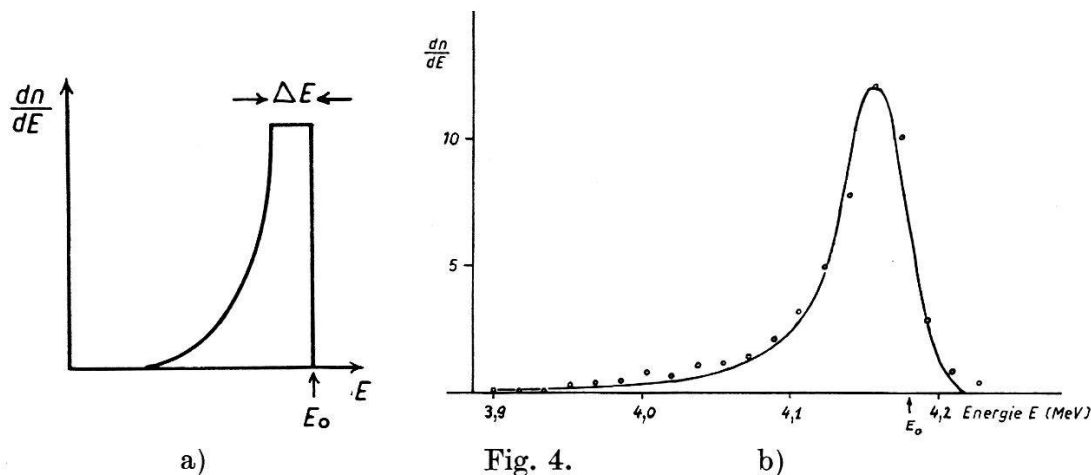 dn
dE
ΔE
E₀
E
a)
dn
dE
10
5
3,9
4,0
4,1
E₀
4,2
Energie E (MeV)
b)
Fig. 4.